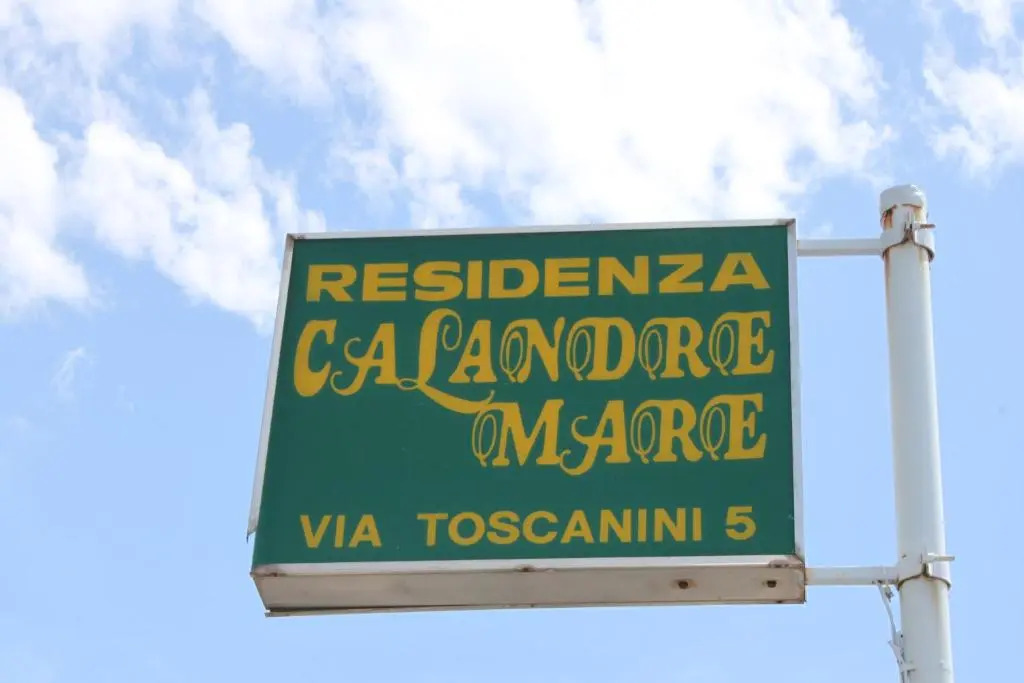 RESIDENZA
CALANDRE
MARE
VIA TOSCANINI 5